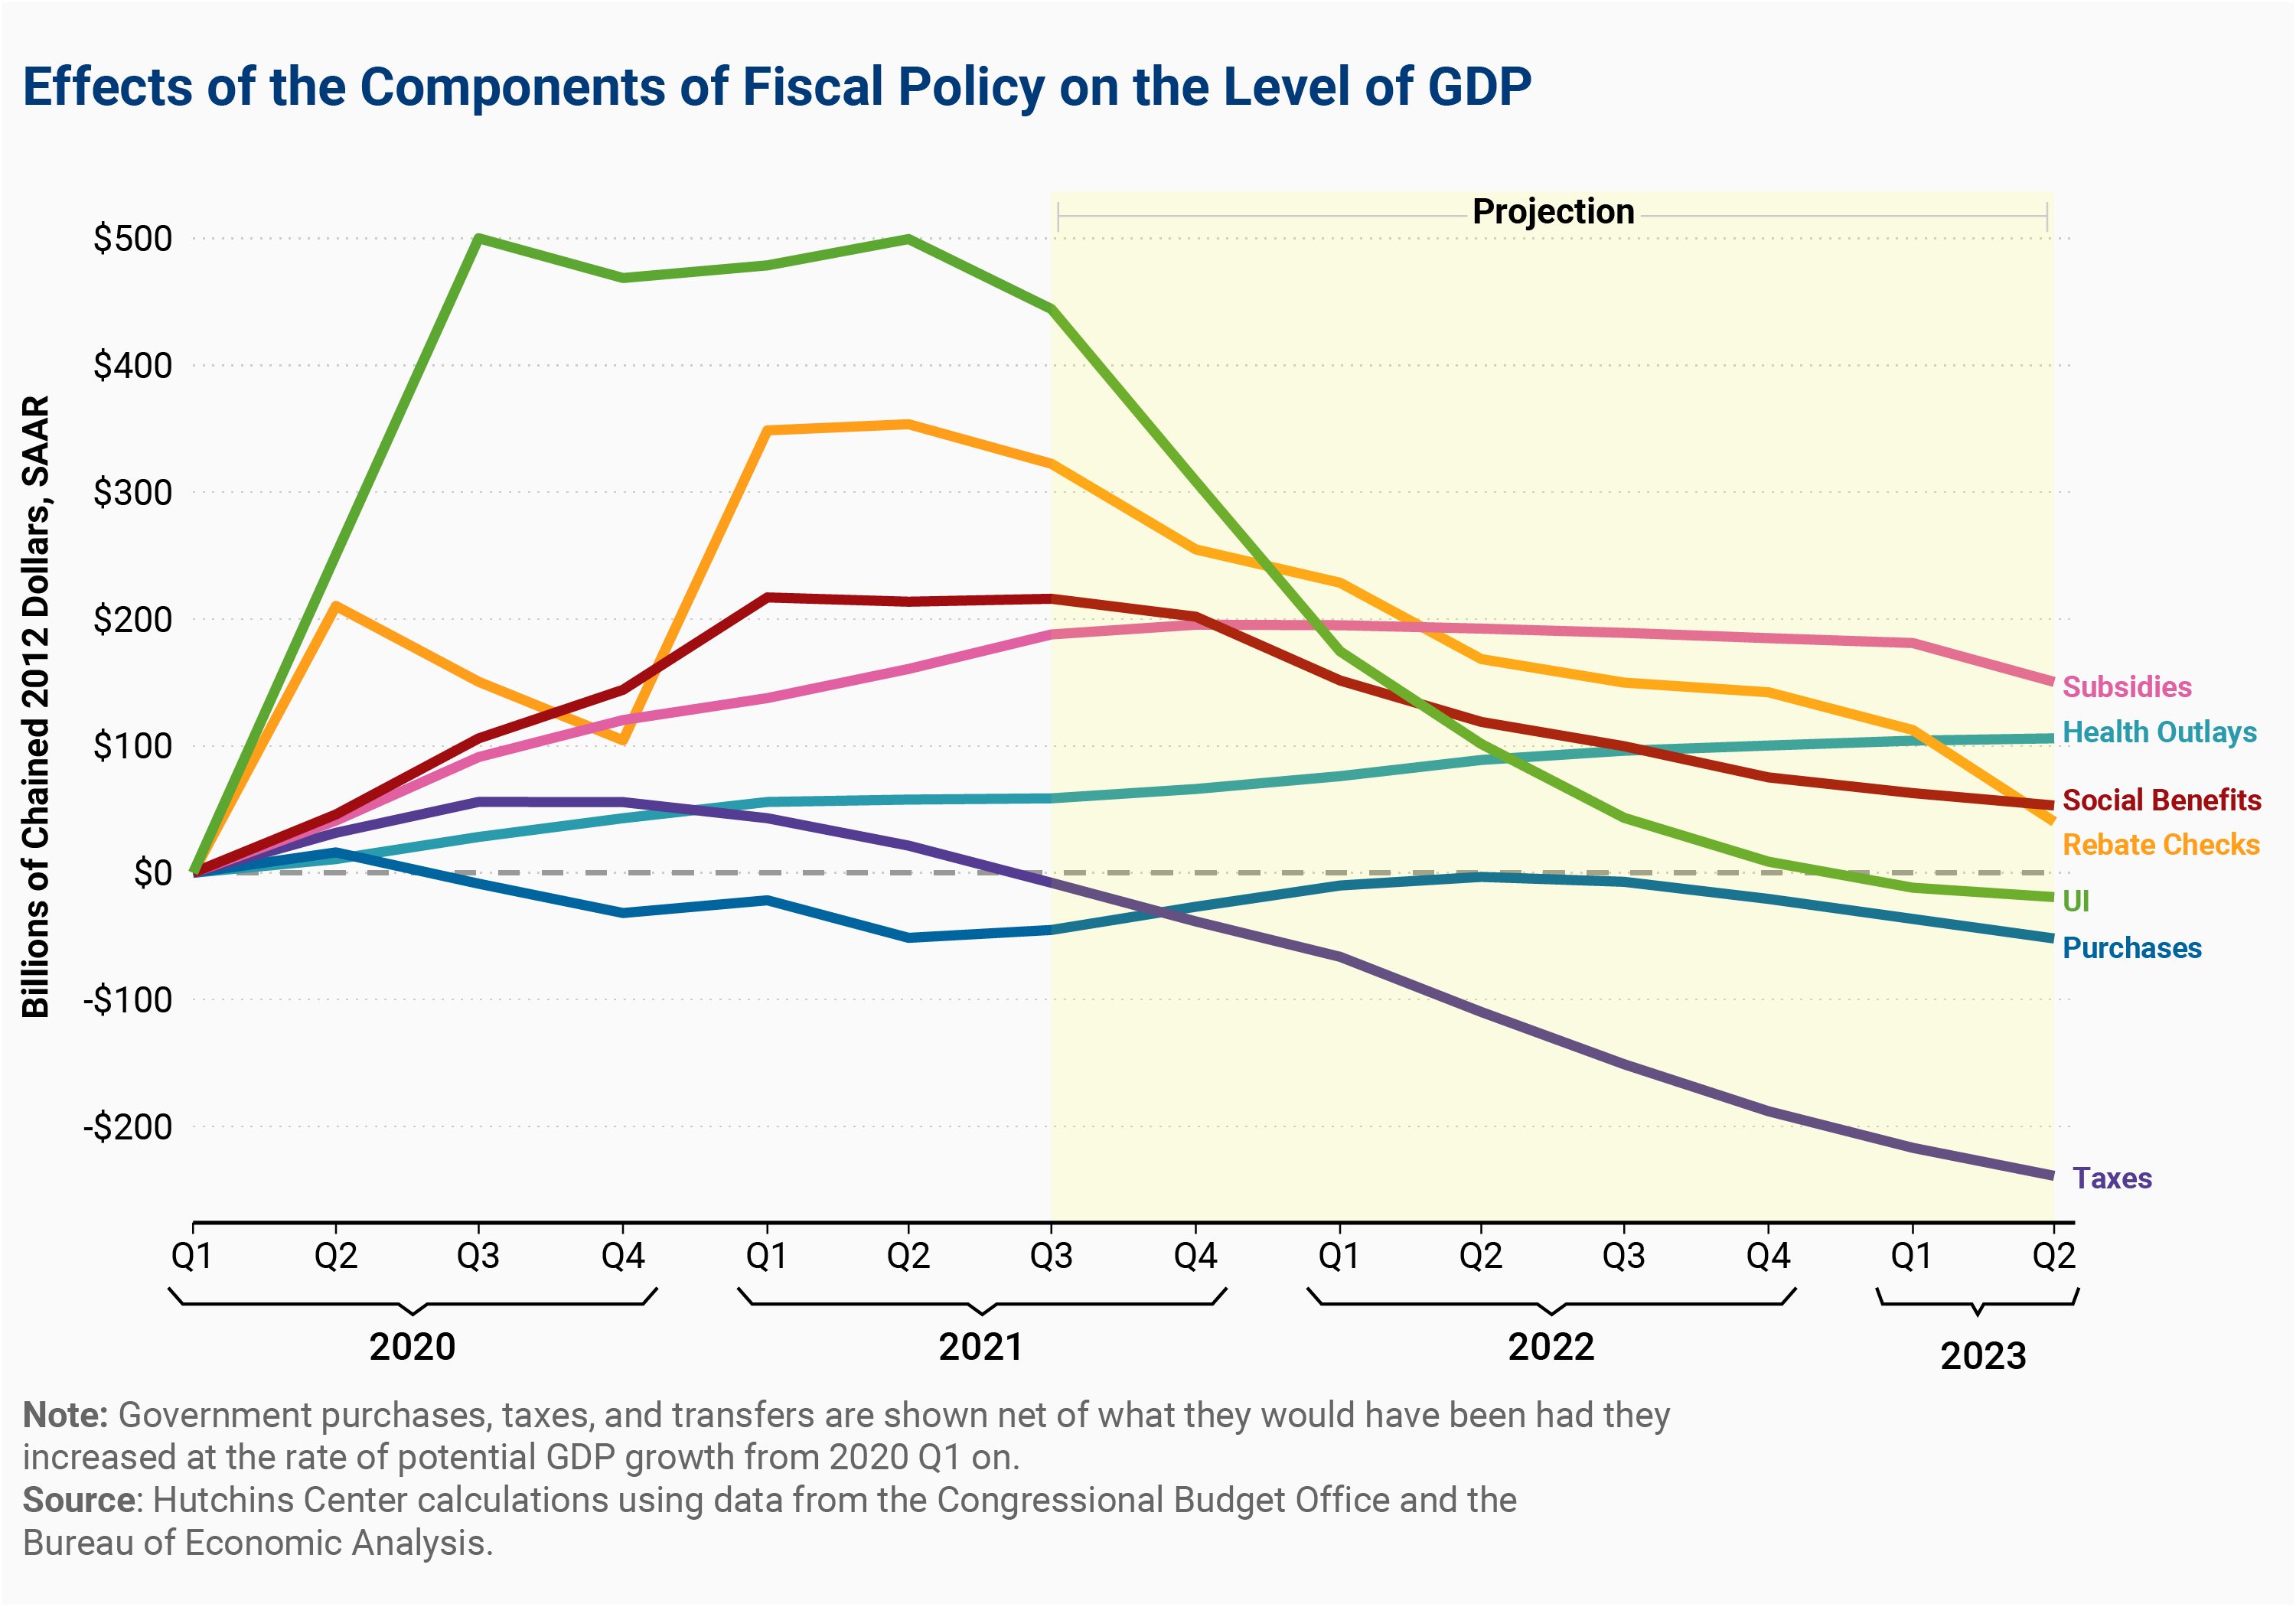 Effects of the Components of Fiscal Policy on the Level of GDP
Projection
Billions of Chained 2012 Dollars, SAAR
$500
$400
$300
$200
$100
$0
-$100
-$200
Subsidies
Health Outlays
Social Benefits
Rebate Checks
UI
Purchases
Taxes
Q1 Q2 Q3 Q4 Q1 Q2 Q3 Q4 Q1 Q2 Q3 Q4 Q1 Q2
2020 2021 2022 2023
Note: Government purchases, taxes, and transfers are shown net of what they would have been had they
increased at the rate of potential GDP growth from 2020 Q1 on.
Source: Hutchins Center calculations using data from the Congressional Budget Office and the
Bureau of Economic Analysis.